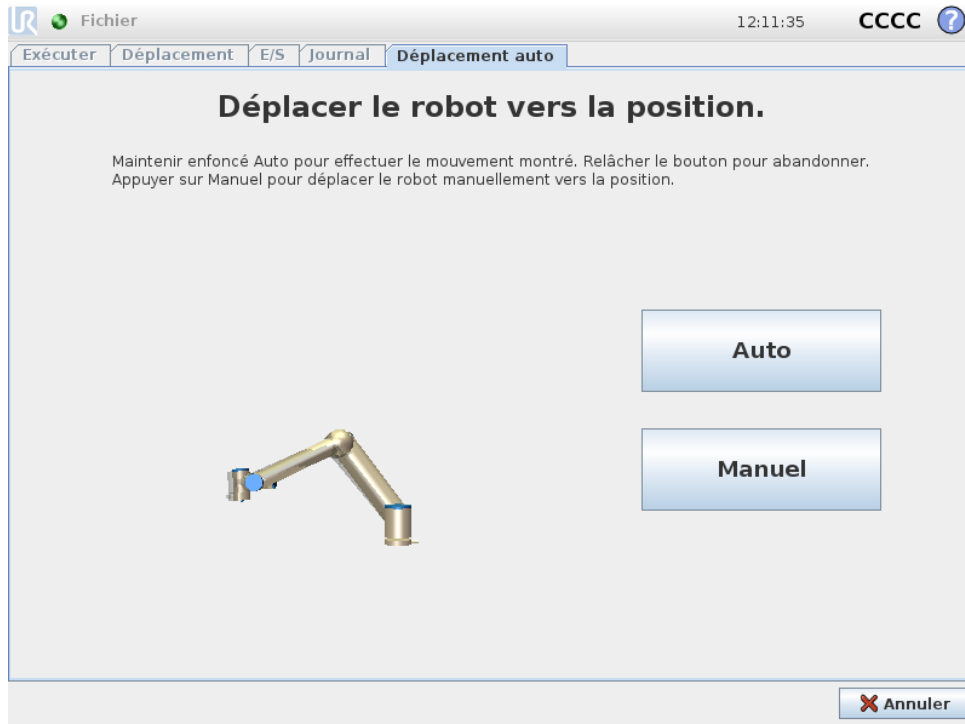 UR Fichier 12:11:35 CCCC ?
Exécuter Déplacement E/S Journal Déplacement auto
Déplacer le robot vers la position.
Maintenir enfoncé Auto pour effectuer le mouvement montré. Relâcher le bouton pour abandonner.
Appuyer sur Manuel pour déplacer le robot manuellement vers la position.
Auto
Manuel
Annuler